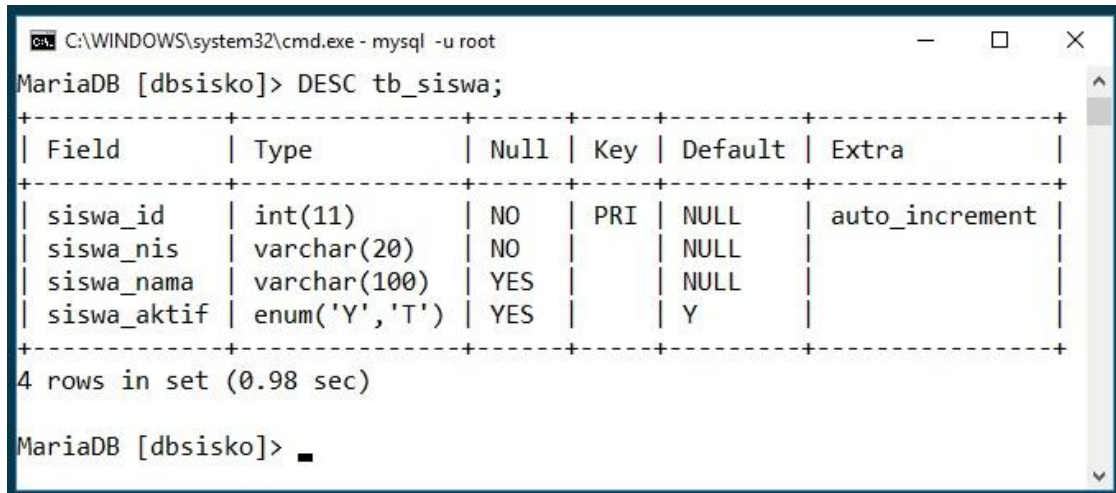 C:\WINDOWS\system32\cmd.exe - mysql  -u root
MariaDB [dbsisko]> DESC tb_siswa;
+-------------+---------------+------+-----+---------+----------------+
| Field       | Type          | Null | Key | Default | Extra          |
+-------------+---------------+------+-----+---------+----------------+
| siswa_id    | int(11)       | NO   | PRI | NULL    | auto_increment |
| siswa_nis   | varchar(20)   | NO   |     | NULL    |                |
| siswa_nama  | varchar(100)  | YES  |     | NULL    |                |
| siswa_aktif | enum('Y','T') | YES  |     | Y       |                |
+-------------+---------------+------+-----+---------+----------------+
4 rows in set (0.98 sec)
MariaDB [dbsisko]> _